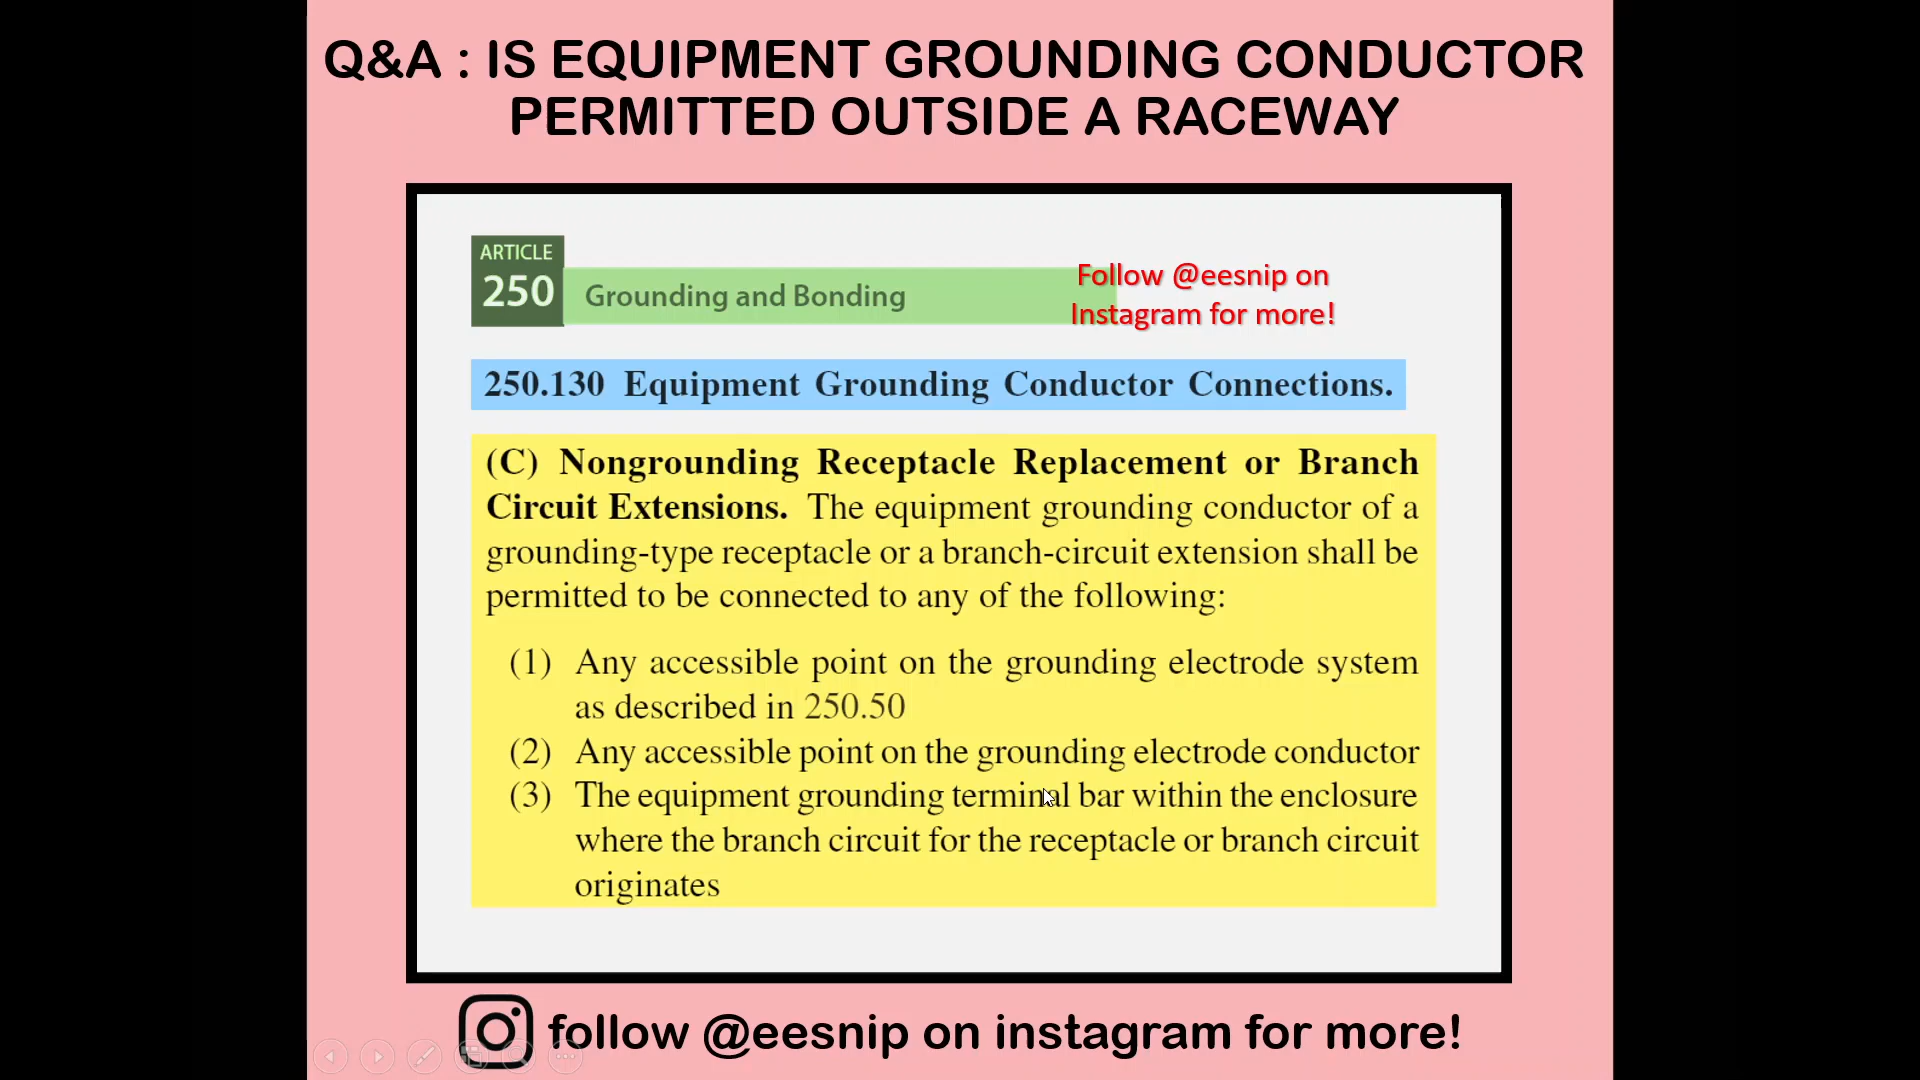 Q&A : IS EQUIPMENT GROUNDING CONDUCTOR
PERMITTED OUTSIDE A RACEWAY
ARTICLE
250
Grounding and Bonding
Follow @eesnip on
Instagram for more!
250.130 Equipment Grounding Conductor Connections.
(C) Nongrounding Receptacle Replacement or Branch
Circuit Extensions. The equipment grounding conductor of a
grounding-type receptacle or a branch-circuit extension shall be
permitted to be connected to any of the following:
(1) Any accessible point on the grounding electrode system
as described in 250.50
(2) Any accessible point on the grounding electrode conductor
(3) The equipment grounding terminal bar within the enclosure
where the branch circuit for the receptacle or branch circuit
originates
follow @eesnip on instagram for more!